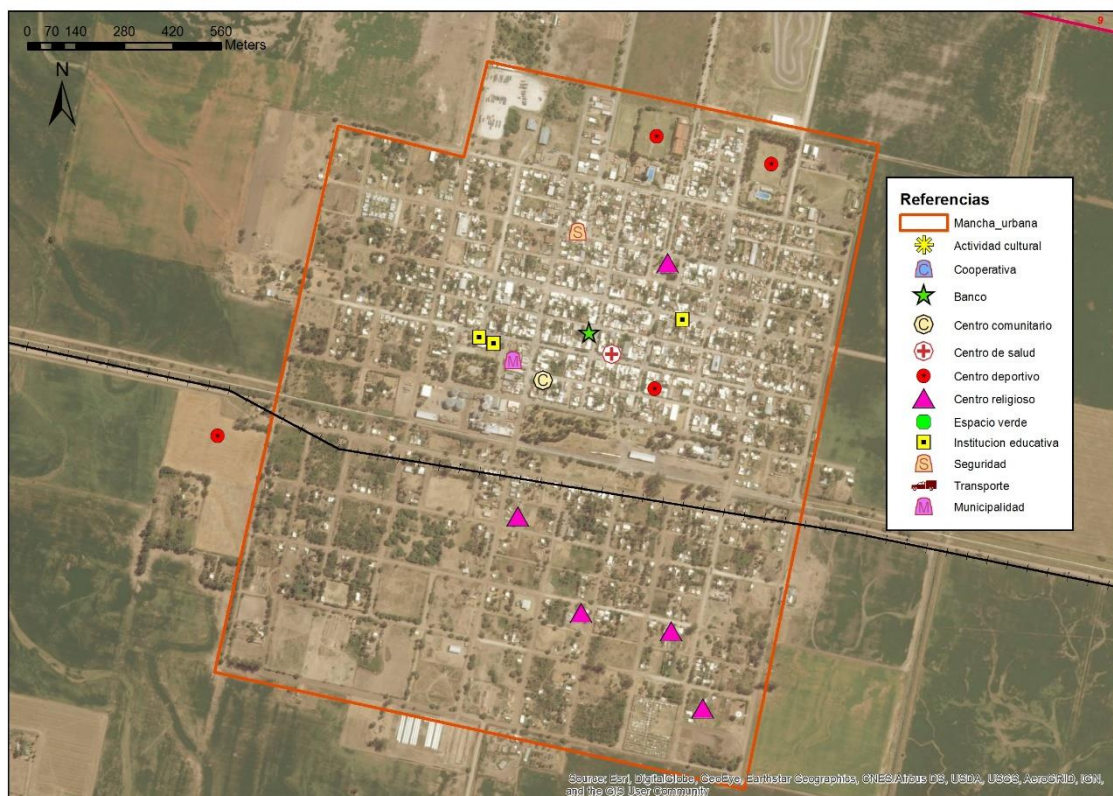 9
0 70 140 280 420 560
Meters
N
S
M
C
Referencias
Mancha_urbana
Actividad cultural
C Cooperativa
Banco
C Centro comunitario
Centro de salud
Centro deportivo
Centro religioso
Espacio verde
Institucion educativa
S Seguridad
Transporte
M Municipalidad
Source: Esri, DigitalGlobe, GeoEye, Earthstar Geographics, CNES/Airbus DS, USDA, USGS, AeroGRID, IGN,
and the GIS User Community